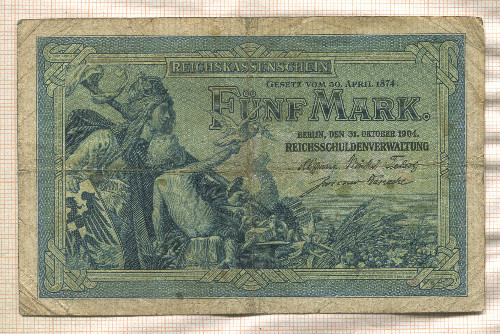 REICHSKASSENSCHEIN
GESETZ VOM 30. APRIL 1874.
FÜNF MARK.
BERLIN, DEN 31. OKTOBER 1904.
REICHSSCHULDENVERWALTUNG